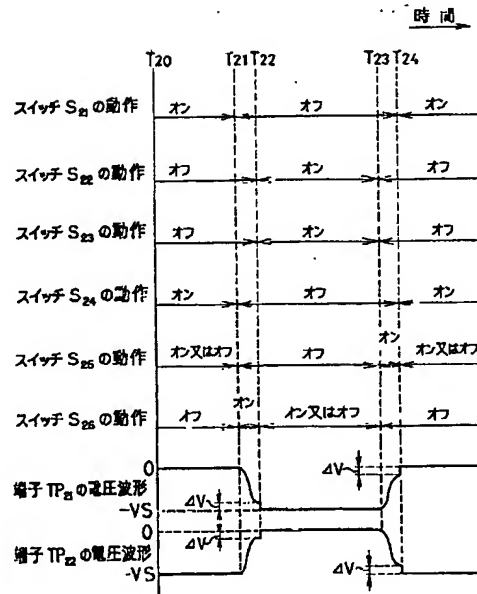 時間
T20 T21 T22 T23 T24
スイッチ S21 の動作 オン オフ オン
スイッチ S22 の動作 オフ オン オフ
スイッチ S23 の動作 オフ オン オフ
スイッチ S24 の動作 オン オフ オン
オン
スイッチ S25 の動作 オン又はオフ オフ オン又はオフ
オン
スイッチ S26 の動作 オフ オン又はオフ オフ
0
ΔV
端子 TP21 の電圧波形
ΔV
-VS
0
ΔV
端子 TP22 の電圧波形
ΔV
-VS